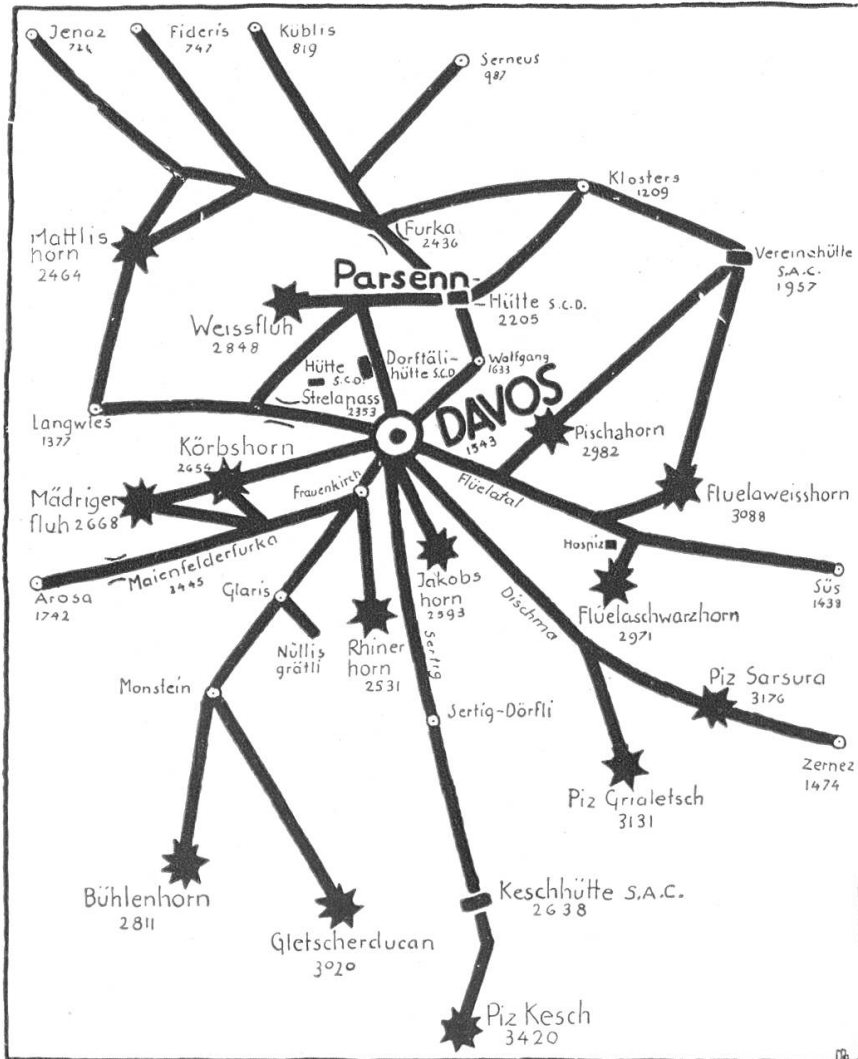 Jenaz
724
Fideris
747
Küblis
819
Serneus
987
Klosters
1209
Furka
2436
Mattlis
horn
2464
Vereinahütte
S.A.C.
1957
Parsenn
Hütte S.C.D.
2205
Weissfluh
2848
Hütte
S.C.D.
Dorftäli-
hütte S.C.D.
Wolfgang
1633
Strelapass
2353
Langwies
1377
DAVOS
1543
Pischahorn
2982
Körbshorn
2654
Mädriger
fluh 2668
Frauenkirch
Flüelatal
Fluelaweisshorn
3088
Maienfelderfurka
2445
Hospiz
Arosa
1742
Glaris
Jakobs
horn
2593
Süs
1438
Flüelaschwarzhorn
2971
Dischma
Nüllis
grätli
Rhiner
horn
2531
Sertig
Monstein
Sertig-Dörfli
Piz Sarsura
3176
Zernez
1474
Piz Grialetsch
3131
Bühlenhorn
2811
Keschhütte S.A.C.
2638
Gletscherducan
3020
Piz Kesch
3420